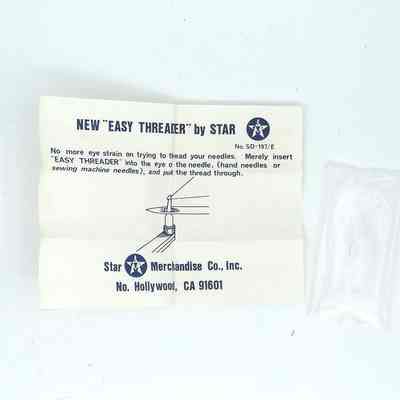 NEW "EASY THREADER" by STAR
No. SO-197/E
No more eye strain on trying to thread your needles. Merely insert
"EASY THREADER" into the eye o the needle, (hand needles or
sewing machine needles), and put the thread through.
Star M Merchandise Co., Inc.
No. Hollywood, CA 91601